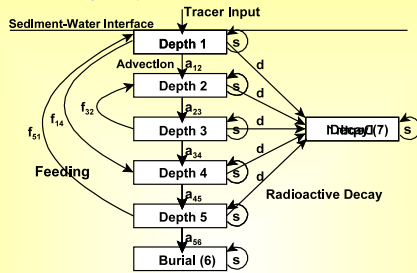 Tracer Input
Sediment-Water Interface
Depth 1
s
Advection
a12
d
Depth 2
s
d
f14
f32
a23
f51
Depth 3
s
d
(7)
s
a34
d
Feeding
Depth 4
s
d
a45
Radioactive Decay
Depth 5
s
a56
Burial (6)
s